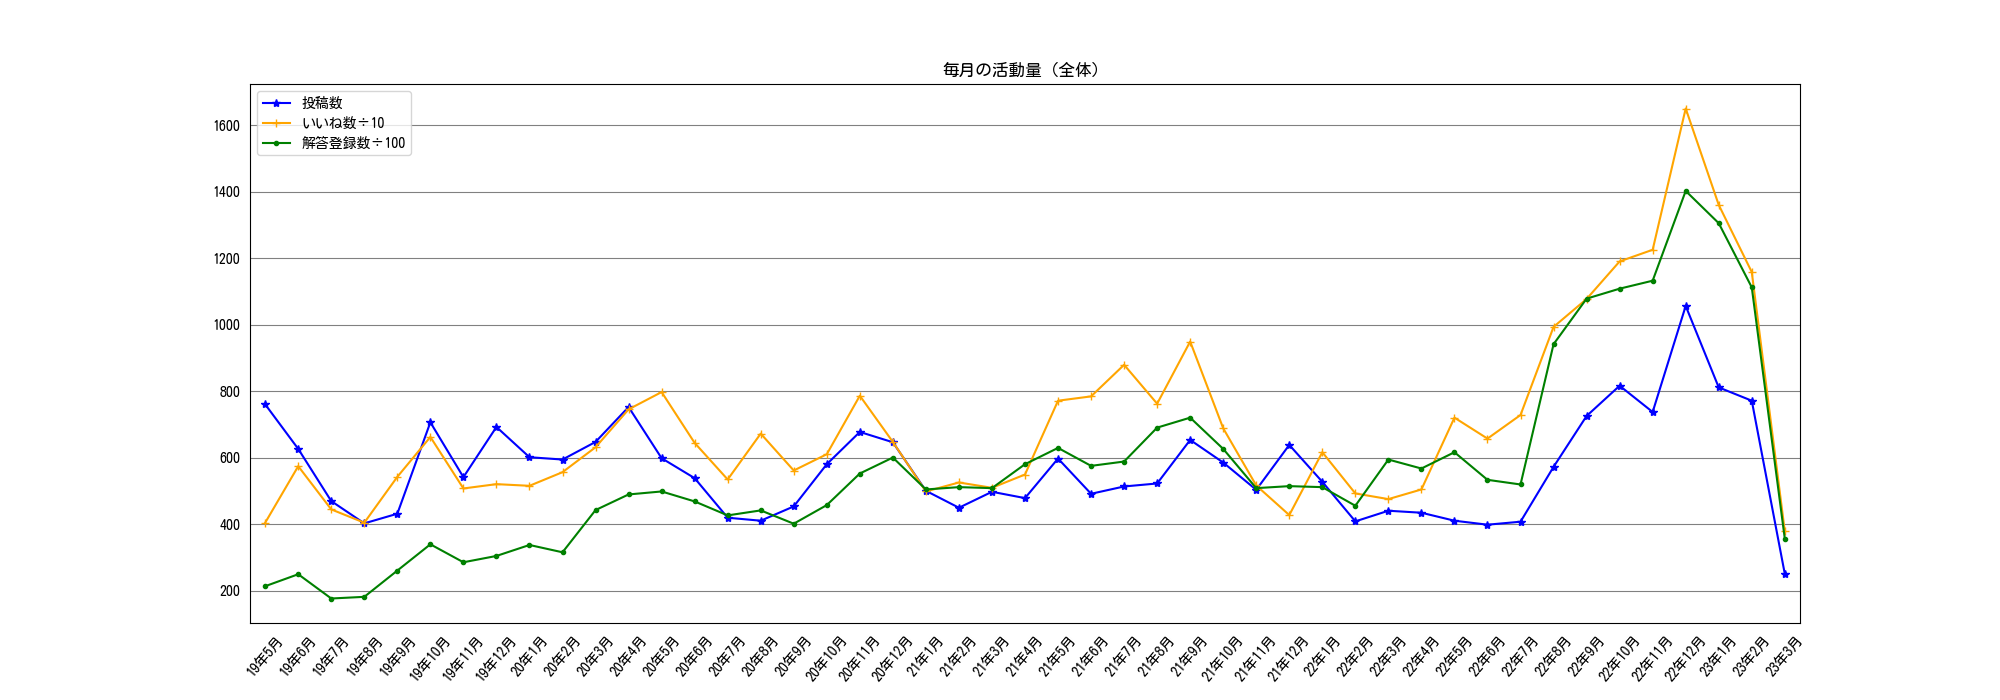 毎月の活動量（全体）
投稿数
いいね数÷10
解答登録数÷100
1600
1400
1200
1000
800
600
400
200
19年5月
19年6月
19年7月
19年8月
19年9月
19年10月
19年11月
19年12月
20年1月
20年2月
20年3月
20年4月
20年5月
20年6月
20年7月
20年8月
20年9月
20年10月
20年11月
20年12月
21年1月
21年2月
21年3月
21年4月
21年5月
21年6月
21年7月
21年8月
21年9月
21年10月
21年11月
21年12月
22年1月
22年2月
22年3月
22年4月
22年5月
22年6月
22年7月
22年8月
22年9月
22年10月
22年11月
22年12月
23年1月
23年2月
23年3月